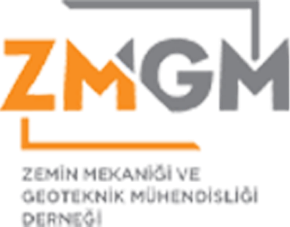 ZMGM
ZEMİN MEKANİĞİ VE
GEOTEKNİK MÜHENDİSLİĞİ
DERNEĞİ